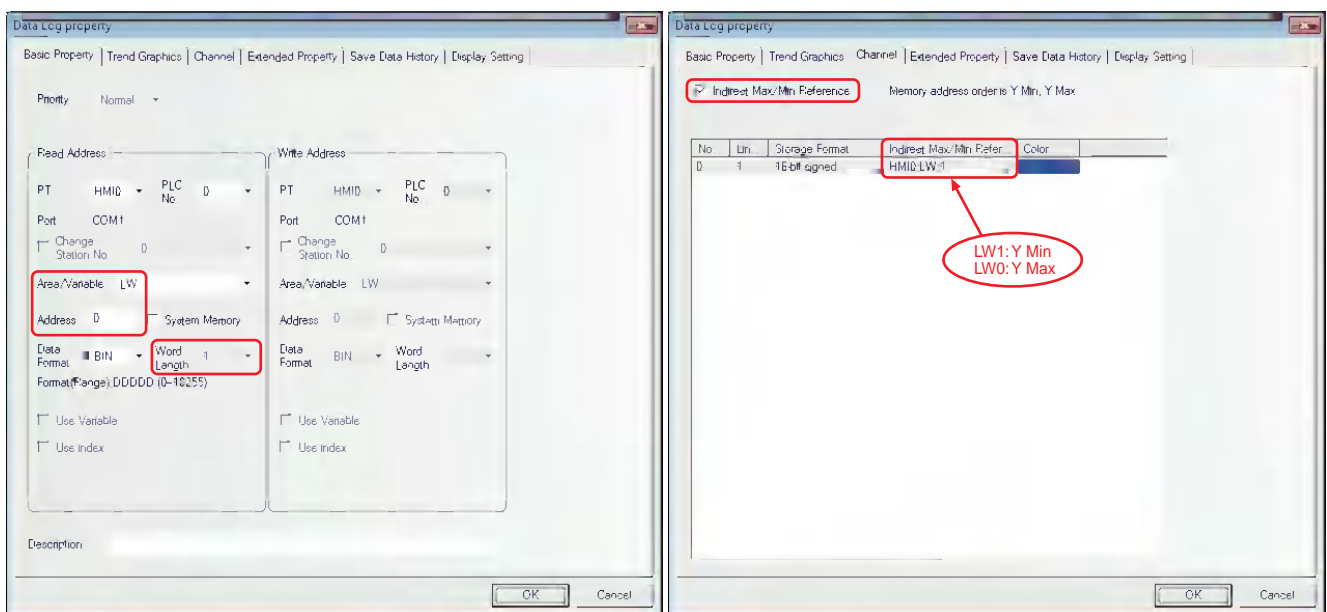 Data Log property
Basic Property | Trend Graphics | Channel | Extended Property | Save Data History | Display Setting
Priority Normal
Read Address
PT HMI0 PLC No. 0
Port COM1
Change Station No. 0
Area/Variable LW
Address 0 System Memory
Data Format BIN Word Length 1
Format(Range):DDDDD (0~18255)
Use Variable
Use index
Write Address
PT HMI0 PLC No. 0
Port COM1
Change Station No. 0
Area/Variable LW
Address 0 System Memory
Data Format BIN Word Length
Use Variable
Use index
Description
OK Cancel
Data Log property
Basic Property | Trend Graphics Channel | Extended Property | Save Data History | Display Setting
Indirect Max/Min Reference Memory address order is Y Min, Y Max
No. Lin... Storage Format Indirect Max/Min Refer... Color
0 1 16-bit signed HMI0:LW:1
LW1: Y Min
LW0: Y Max
OK Cancel